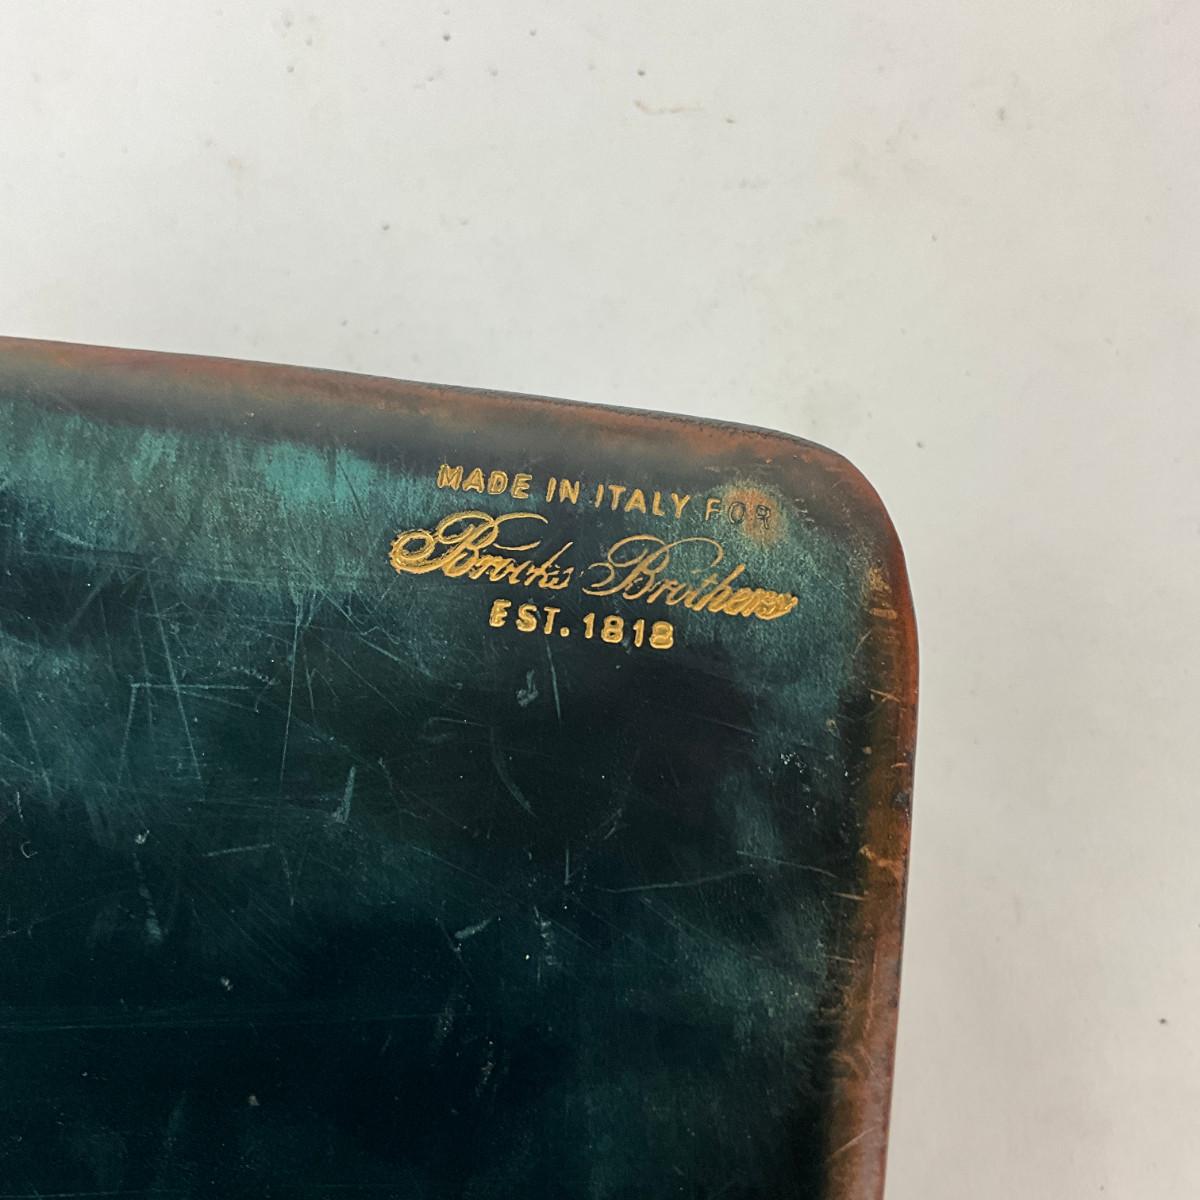 MADE IN ITALY FOR
Brooks Brothers
EST. 1818